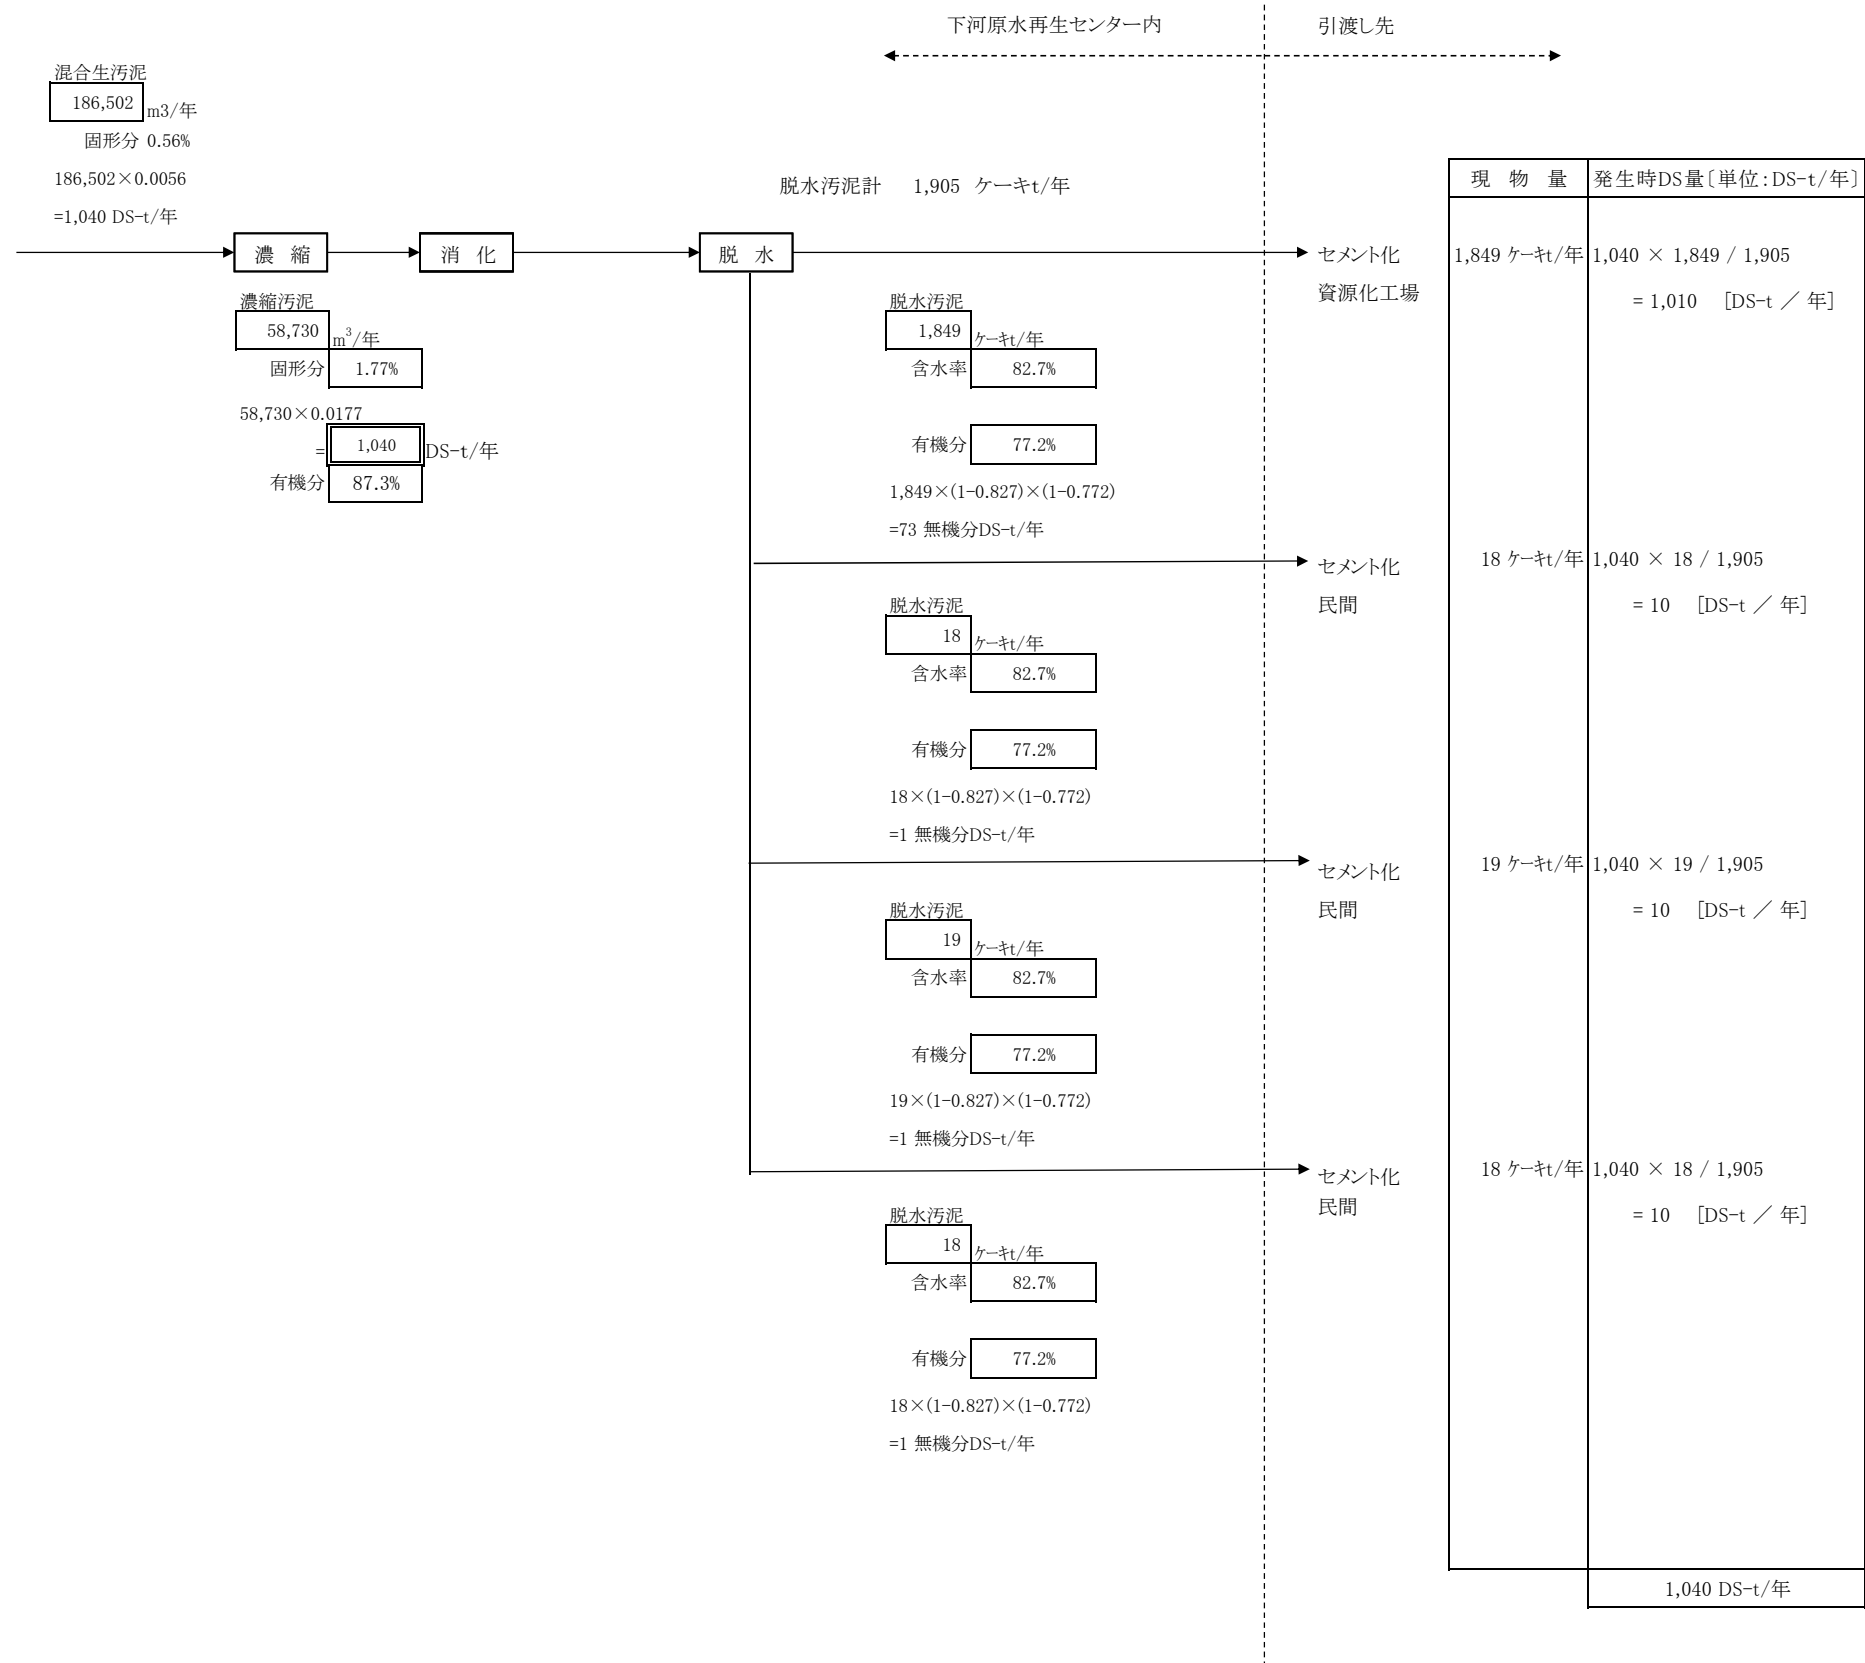 下河原水再生センター内
引渡し先
混合生汚泥
186,502 m3/年
固形分 0.56%
186,502×0.0056
=1,040 DS-t/年
脱水汚泥計 1,905 ケーキt/年
濃 縮
消 化
脱 水
濃縮汚泥
58,730 m³/年
固形分 1.77%
58,730×0.0177
= 1,040 DS-t/年
有機分 87.3%
脱水汚泥
1,849 ｹｰｷt/年
含水率 82.7%
有機分 77.2%
1,849×(1-0.827)×(1-0.772)
=73 無機分DS-t/年
脱水汚泥
18 ｹｰｷt/年
含水率 82.7%
有機分 77.2%
18×(1-0.827)×(1-0.772)
=1 無機分DS-t/年
脱水汚泥
19 ｹｰｷt/年
含水率 82.7%
有機分 77.2%
19×(1-0.827)×(1-0.772)
=1 無機分DS-t/年
脱水汚泥
18 ｹｰｷt/年
含水率 82.7%
有機分 77.2%
18×(1-0.827)×(1-0.772)
=1 無機分DS-t/年
セメント化
資源化工場
セメント化
民間
セメント化
民間
セメント化
民間
現 物 量 発生時DS量〔単位：DS-t/年〕
1,849 ｹｰｷt/年 1,040 × 1,849 / 1,905
= 1,010 ［DS-t ／ 年］
18 ｹｰｷt/年 1,040 × 18 / 1,905
= 10 ［DS-t ／ 年］
19 ｹｰｷt/年 1,040 × 19 / 1,905
= 10 ［DS-t ／ 年］
18 ｹｰｷt/年 1,040 × 18 / 1,905
= 10 ［DS-t ／ 年］
1,040 DS-t/年